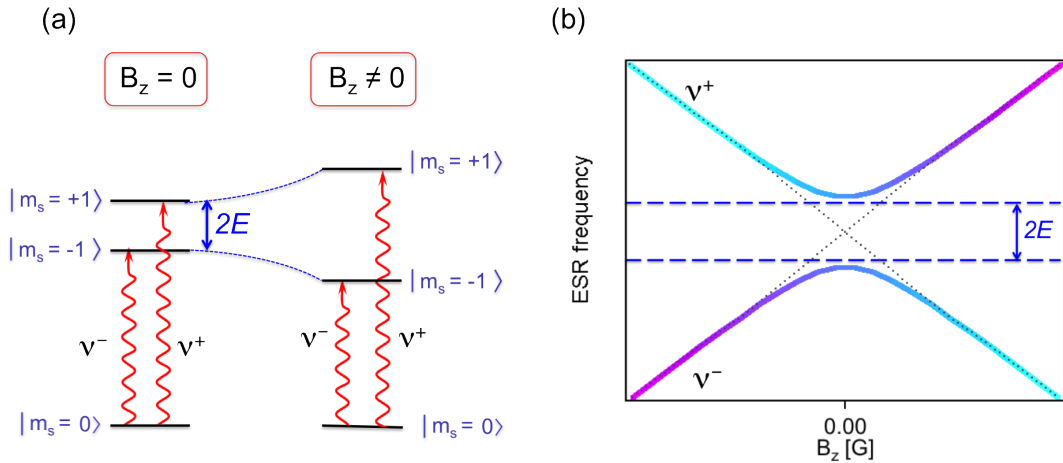 (a)
B_z = 0
B_z ≠ 0
|m_s = +1⟩
|m_s = -1⟩
2E
|m_s = +1⟩
|m_s = -1⟩
ν⁻
ν⁺
ν⁻
ν⁺
|m_s = 0⟩
|m_s = 0⟩
(b)
ν⁺
ESR frequency
2E
ν⁻
0.00
B_z [G]